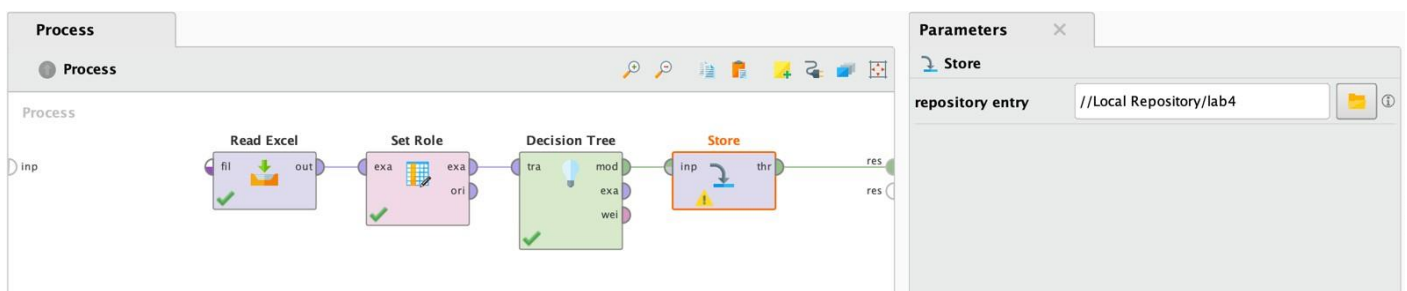 Process
Process
Process
inp
Read Excel
fil
out
Set Role
exa
exa
ori
Decision Tree
tra
mod
exa
wei
Store
inp
thr
res
res
Parameters
Store
repository entry
//Local Repository/lab4